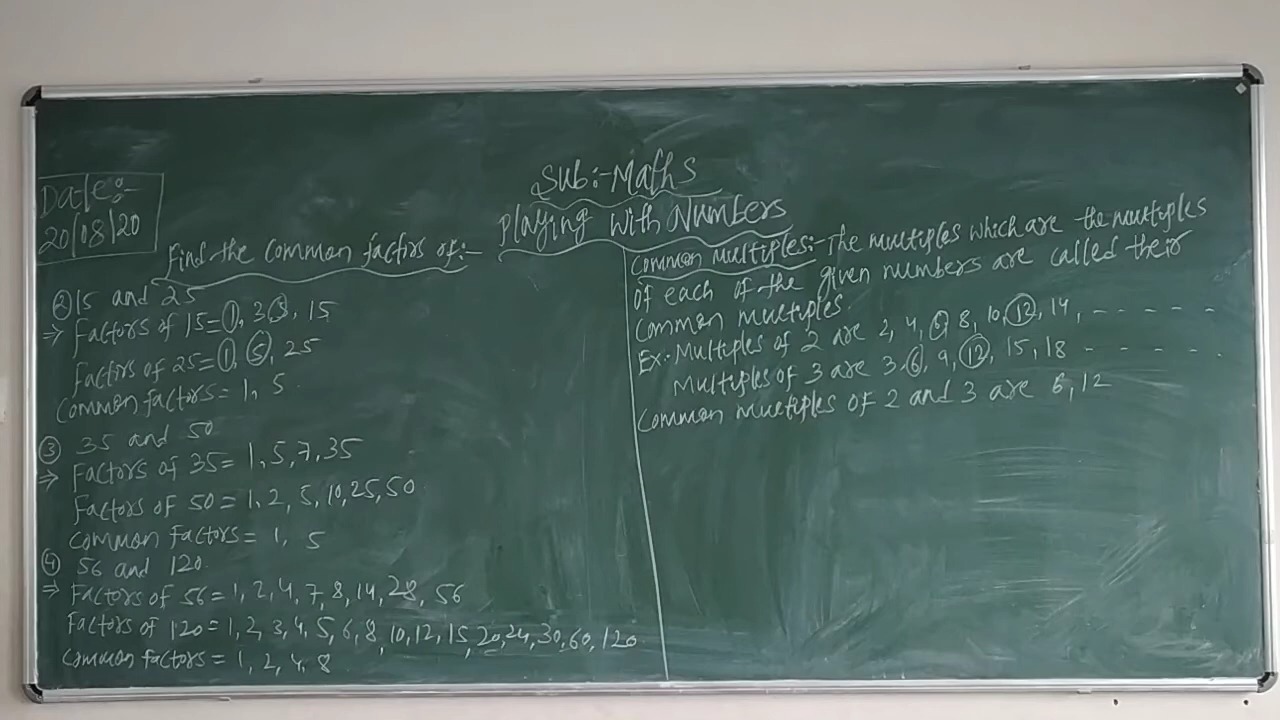 Sub:-Maths
Playing With Numbers
Date:-
20/08/20
Find the Common factirs of:-
② 15 and 25
⇒ Factors of 15=1, 3, 5, 15
Factirs of 25=1, 5, 25
Common factors = 1, 5
③ 35 and 50
⇒ Factors of 35= 1,5,7,35
Factors of 50 = 1,2, 5,10,25,50
Common Factors = 1, 5
④ 56 and 120.
⇒ Factors of 56 = 1, 2, 4, 7, 8, 14, 28, 56
Factors of 120 = 1, 2, 3, 4, 5, 6, 8, 10, 12, 15, 20, 24, 30, 60, 120
Common factors = 1, 2, 4, 8
Common multiples:- The multiples which are the multiples
of each of the given numbers are called their
Common multiples.
Ex:- Multiples of 2 are 2, 4, 6, 8, 10, 12, 14, - - - - - -
Multiples of 3 are 3, 6, 9, 12, 15, 18 - - - - - -
Common multiples of 2 and 3 are 6, 12